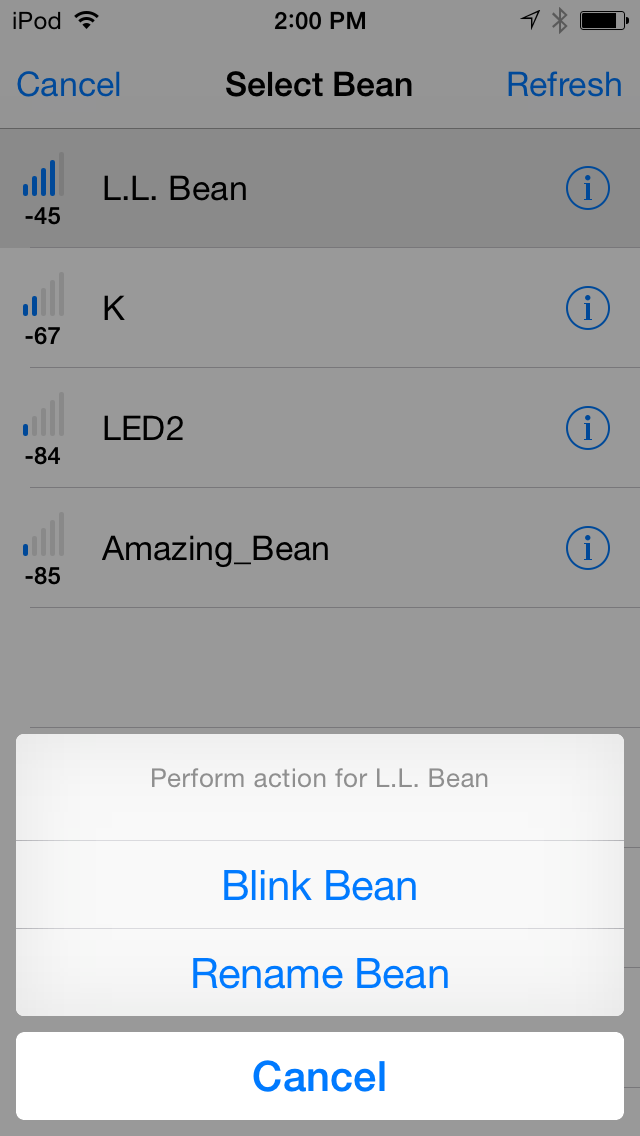 iPod 2:00 PM
Cancel Select Bean Refresh
L.L. Bean
-45
K
-67
LED2
-84
Amazing_Bean
-85
Perform action for L.L. Bean
Blink Bean
Rename Bean
Cancel